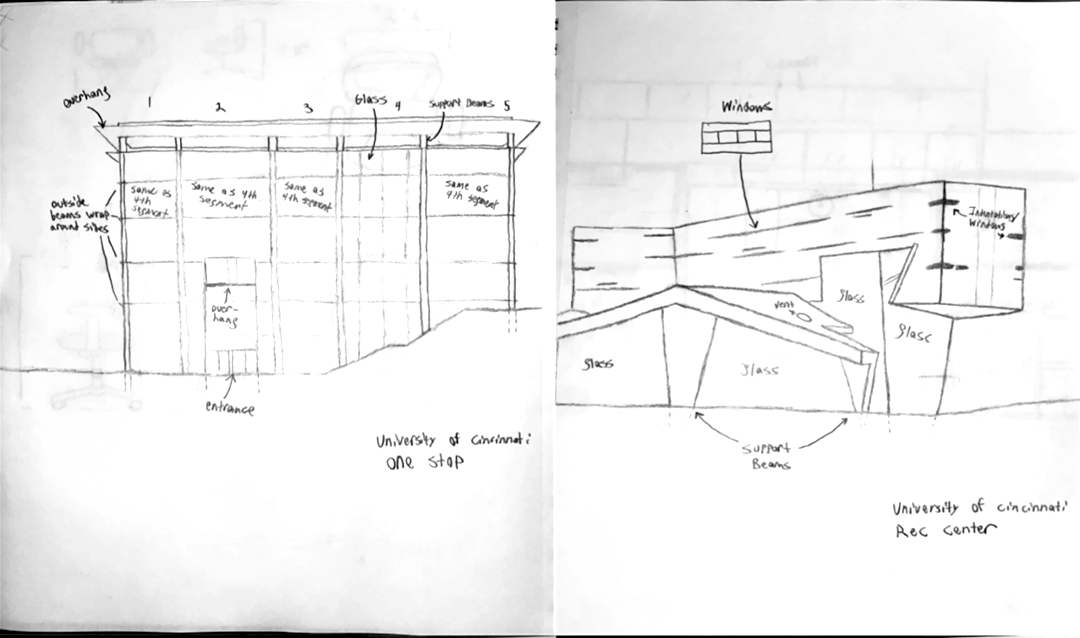 overhang
1
2
3
Glass
4
Support Beams
5
same as
4th
segment
same as 4th
segment
same as
4th segment
same as
4th segment
outside
beams wrap
around sides
over-
hang
entrance
University of Cincinnati
One Stop
Windows
Windows
vent
glass
glass
glass
glass
Support
Beams
University of Cincinnati
Rec Center